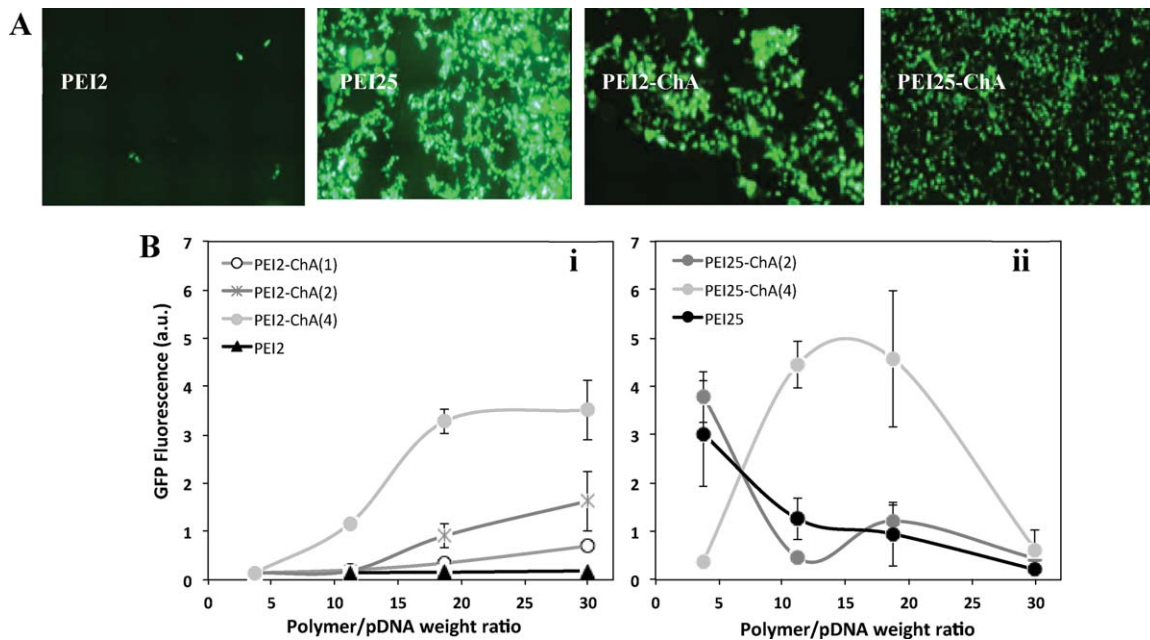 A
PEI2
PEI25
PEI2-ChA
PEI25-ChA
B
i
GFP Fluorescence (a.u.)
7
6
5
4
3
2
1
0
PEI2-ChA(1)
PEI2-ChA(2)
PEI2-ChA(4)
PEI2
0 5 10 15 20 25 30
Polymer/pDNA weight ratio
ii
7
6
5
4
3
2
1
0
PEI25-ChA(2)
PEI25-ChA(4)
PEI25
0 5 10 15 20 25 30
Polymer/pDNA weight ratio